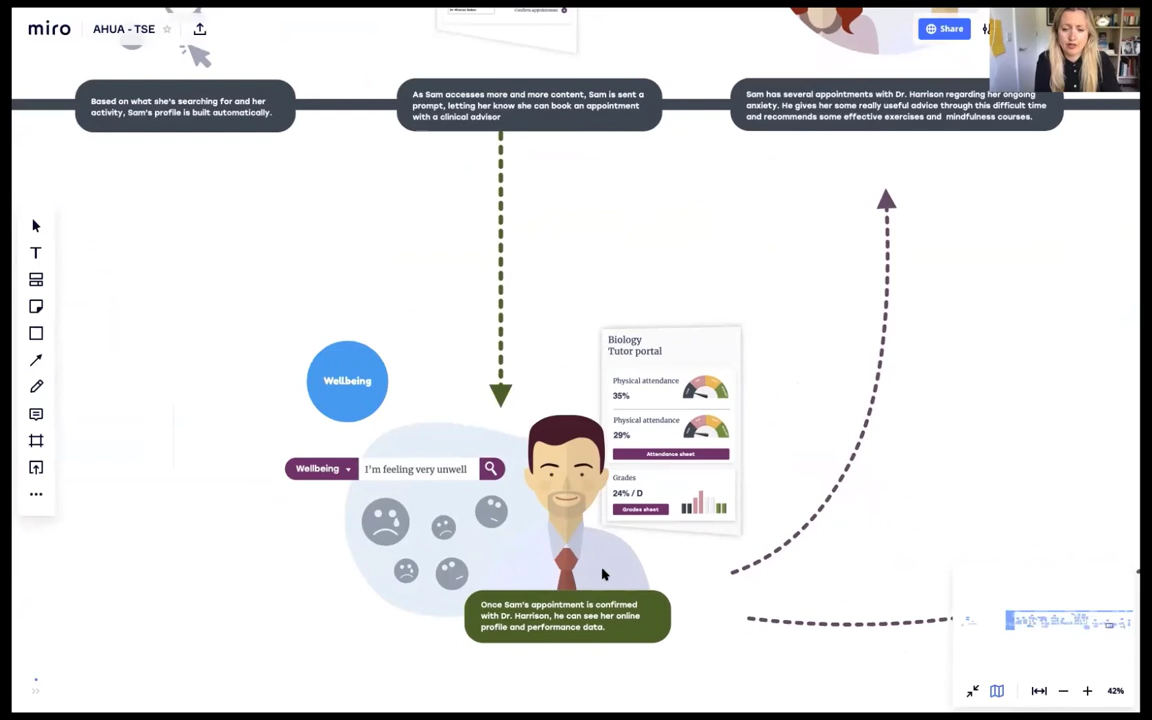 miro
AHUA - TSE
Share
Based on what she's searching for and her
activity, Sam's profile is built automatically.
As Sam accesses more and more content, Sam is sent a
prompt, letting her know she can book an appointment
with a clinical advisor
Sam has several appointments with Dr. Harrison regarding her ongoing
anxiety. He gives her some really useful advice through this difficult time
and recommends some effective exercises and mindfulness courses.
Biology
Tutor portal
Wellbeing
Physical attendance
35%
Physical attendance
29%
Attendance sheet
Wellbeing
I'm feeling very unwell
Grades
24% / D
Grades sheet
Once Sam's appointment is confirmed
with Dr. Harrison, he can see her online
profile and performance data.
42%